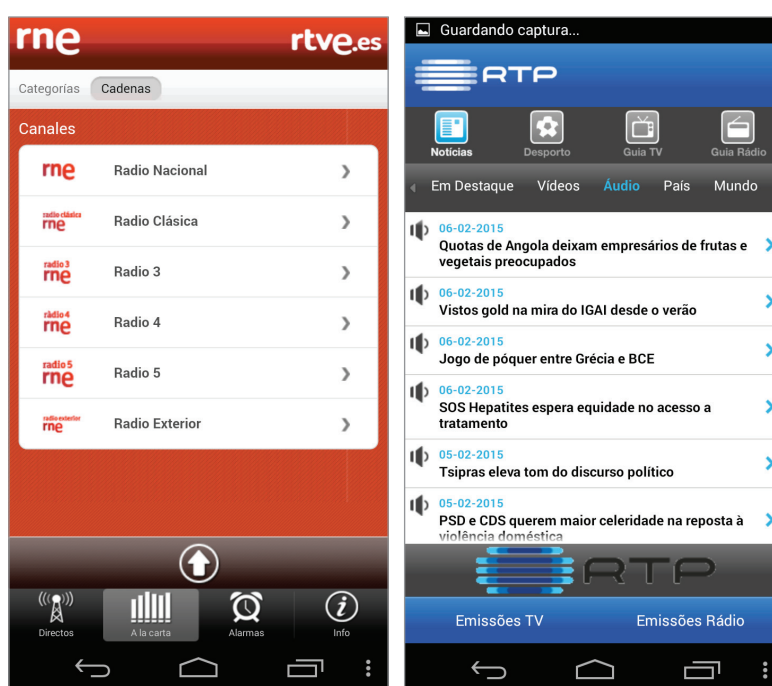 rne
rtve.es
Categorías Cadenas
Canales
rne Radio Nacional
radio clásica
rne Radio Clásica
radio 3
rne Radio 3
ràdio 4
rne Radio 4
radio 5
rne Radio 5
radio exterior
rne Radio Exterior
Directos A la carta Alarmas Info
Guardando captura...
RTP
Notícias Desporto Guia TV Guia Rádio
Em Destaque Vídeos Áudio País Mundo
06-02-2015
Quotas de Angola deixam empresários de frutas e
vegetais preocupados
06-02-2015
Vistos gold na mira do IGAI desde o verão
06-02-2015
Jogo de póquer entre Grécia e BCE
06-02-2015
SOS Hepatites espera equidade no acesso a
tratamento
05-02-2015
Tsipras eleva tom do discurso político
05-02-2015
PSD e CDS querem maior celeridade na reposta à
violência doméstica
RTP
Emissões TV Emissões Rádio